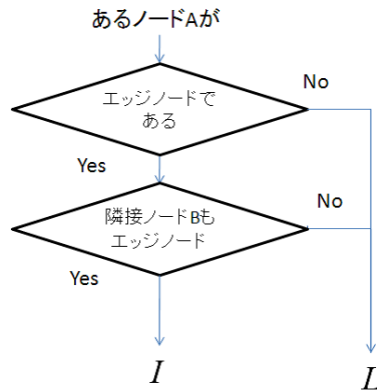 あるノードAが
エッジノードで
ある
No
Yes
隣接ノードBも
エッジノード
No
Yes
I
L